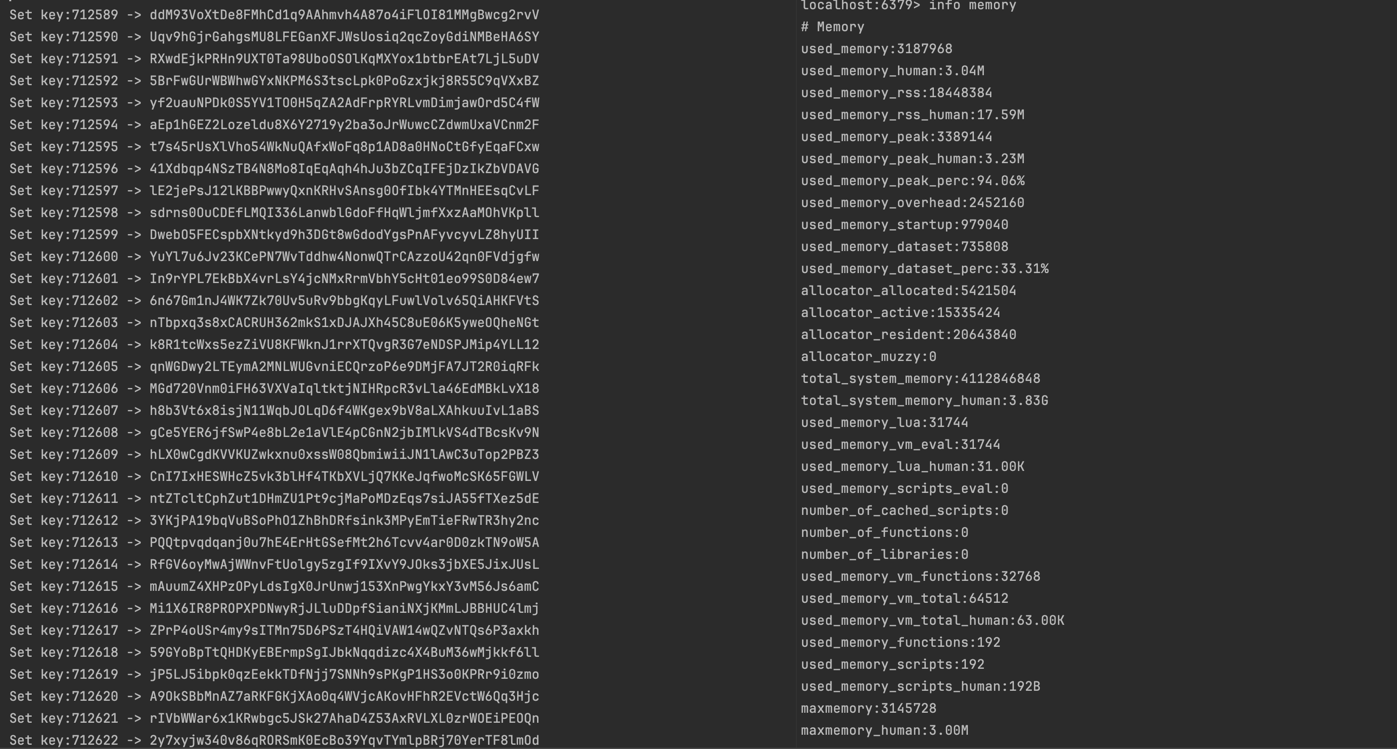 Set key:712589 -> ddM93VoXtDe8FMhCd1q9AAhmvh4A87o4iFlOI81MMgBwcg2rvV
Set key:712590 -> Uqv9hGjrGahgsMU8LFEGanXFJWsUosiq2qcZoyGdiNMBeHA6SY
Set key:712591 -> RXwdEjkPRHn9UXT0Ta98UboOSOlKqMXYox1btbrEAt7LjL5uDV
Set key:712592 -> 5BrFwGUrWBWhwGYxNKPM6S3tscLpk0PoGzxjkj8R55C9qVXxBZ
Set key:712593 -> yf2uauNPDk0S5YV1TO0H5qZA2AdFrpRYRLvmDimjawOrd5C4fW
Set key:712594 -> aEp1hGEZ2Lozeldu8X6Y2719y2ba3oJrWuwcCZdwmUxaVCnm2F
Set key:712595 -> t7s45rUsXlVho54WkNuQAfxWoFq8p1AD8a0HNoCtGfyEqaFCxw
Set key:712596 -> 41Xdbqp4NSzTB4N8Mo8IqEqAqh4hJu3bZCqIFEjDzIkZbVDAVG
Set key:712597 -> lE2jePsJ12lKBBPwwyQxnKRHvSAnsg0OfIbk4YTMnHEEsqCvLF
Set key:712598 -> sdrns0OuCDEfLMQI336LanwblGdoFfHqWljmfXxzAaMOhVKpll
Set key:712599 -> DwebO5FECspbXNtkyd9h3DGt8wGdodYgsPnAFyvcyvLZ8hyUII
Set key:712600 -> YuYl7u6Jv23KCePN7WvTddhw4NonwQTrCAzzoU42qn0FVdjgfw
Set key:712601 -> In9rYPL7EkBbX4vrLsY4jcNMxRrmVbhY5cHt01eo99S0D84ew7
Set key:712602 -> 6n67Gm1nJ4WK7Zk70Uv5uRv9bbgKqyLFuwlVolv65QiAHKFVtS
Set key:712603 -> nTbpxq3s8xCACRUH362mkS1xDJAJXh45C8uE06K5yweOQheNGt
Set key:712604 -> k8R1tcWxs5ezZiVU8KFWknJ1rrXTQvgR3G7eNDSPJMip4YLL12
Set key:712605 -> qnWGDwy2LTEymA2MNLWUGvniECQrzoP6e9DMjFA7JT2R0iqRFk
Set key:712606 -> MGd720Vnm0iFH63VXVaIqltktjNIHRpcR3vLla46EdMBkLvX18
Set key:712607 -> h8b3Vt6x8isjN11WqbJOLqD6f4WKgex9bV8aLXAhkuuIvL1aBS
Set key:712608 -> gCe5YER6jfSwP4e8bL2e1aVlE4pCGnN2jbIMlkVS4dTBcsKv9N
Set key:712609 -> hLX0wCgdKVVKUZwkxnu0xssW08QbmiwiiJN1lAwC3uTop2PBZ3
Set key:712610 -> CnI7IxHESWHcZ5vk3blHf4TKbXVLjQ7KKeJqfwoMcSK65FGWLV
Set key:712611 -> ntZTcltCphZut1DHmZU1Pt9cjMaPoMDzEqs7siJA55fTXez5dE
Set key:712612 -> 3YKjPA19bqVuBSoPhO1ZhBhDRfsink3MPyEmTieFRwTR3hy2nc
Set key:712613 -> PQQtpvqdqanj0u7hE4ErHtGSefMt2h6Tcvv4ar0D0zkTN9oW5A
Set key:712614 -> RfGV6oyMwAjWWnvFtUolgy5zgIf9IXvY9JOks3jbXE5JixJUsL
Set key:712615 -> mAuumZ4XHPzOPyLdsIgX0JrUnwj153XnPwgYkxY3vM56Js6amC
Set key:712616 -> Mi1X6IR8PROPXPDNwyRjJLluDDpfSianiNXjKMmLJBBHUC4lmj
Set key:712617 -> ZPrP4oUSr4my9sITMn75D6PSzT4HQiVAW14wQZvNTQs6P3axkh
Set key:712618 -> 59GYoBpTtQHDKyEBErmpSgIJbkNqqdizc4X4BuM36wMjkkf6ll
Set key:712619 -> jP5LJ5ibpk0qzEekkTDfNjj7SNNh9sPKgP1HS3o0KPRr9i0zmo
Set key:712620 -> A9OkSBbMnAZ7aRKFGKjXAo0q4WVjcAKovHFhR2EVctW6Qq3Hjc
Set key:712621 -> rIVbWWar6x1KRwbgc5JSk27AhaD4Z53AxRVLXL0zrWOEiPEOQn
Set key:712622 -> 2y7xyjw340v86qRORSmK0EcBo39YqvTYmlpBRj70YerTF8lmOd
localhost:6379> info memory
# Memory
used_memory:3187968
used_memory_human:3.04M
used_memory_rss:18448384
used_memory_rss_human:17.59M
used_memory_peak:3389144
used_memory_peak_human:3.23M
used_memory_peak_perc:94.06%
used_memory_overhead:2452160
used_memory_startup:979040
used_memory_dataset:735808
used_memory_dataset_perc:33.31%
allocator_allocated:5421504
allocator_active:15335424
allocator_resident:20643840
allocator_muzzy:0
total_system_memory:4112846848
total_system_memory_human:3.83G
used_memory_lua:31744
used_memory_vm_eval:31744
used_memory_lua_human:31.00K
used_memory_scripts_eval:0
number_of_cached_scripts:0
number_of_functions:0
number_of_libraries:0
used_memory_vm_functions:32768
used_memory_vm_total:64512
used_memory_vm_total_human:63.00K
used_memory_functions:192
used_memory_scripts:192
used_memory_scripts_human:192B
maxmemory:3145728
maxmemory_human:3.00M